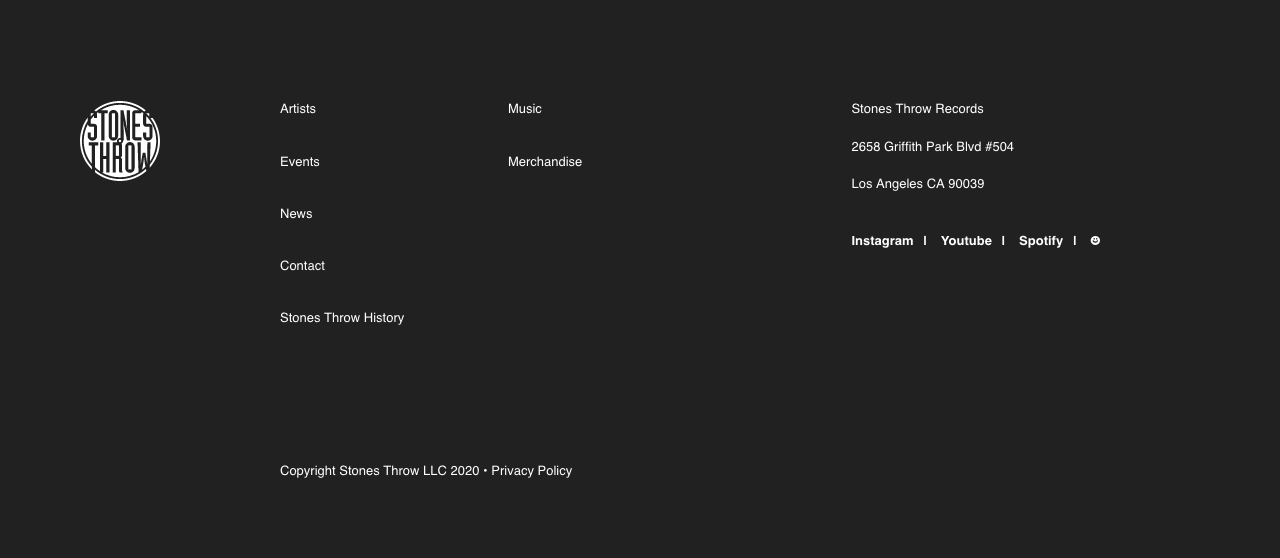 STONES
THROW
Artists
Events
News
Contact
Stones Throw History
Music
Merchandise
Stones Throw Records
2658 Griffith Park Blvd #504
Los Angeles CA 90039
Instagram | Youtube | Spotify | ☻
Copyright Stones Throw LLC 2020 • Privacy Policy